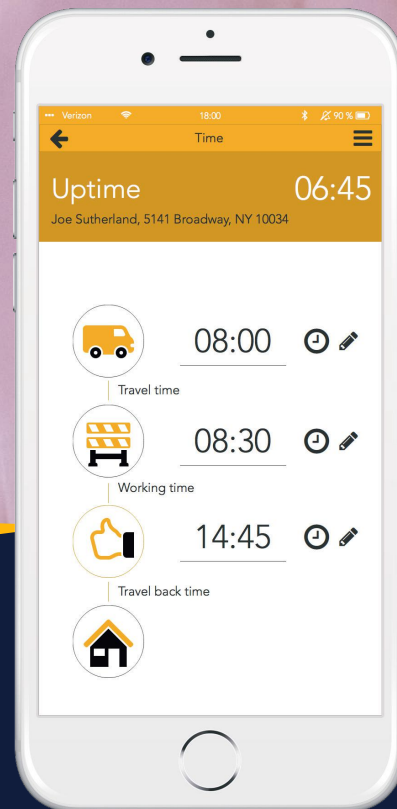 Verizon
18:00
90 %
Time
Uptime 06:45
Joe Sutherland, 5141 Broadway, NY 10034
08:00
Travel time
08:30
Working time
14:45
Travel back time